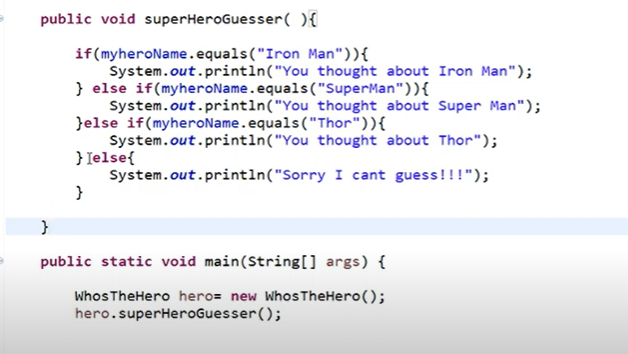 public void superHeroGuesser( ){
if(myheroName.equals("Iron Man")){
System.out.println("You thought about Iron Man");
} else if(myheroName.equals("SuperMan")){
System.out.println("You thought about Super Man");
}else if(myheroName.equals("Thor")){
System.out.println("You thought about Thor");
} else{
System.out.println("Sorry I cant guess!!!");
}
}
public static void main(String[] args) {
WhosTheHero hero= new WhosTheHero();
hero.superHeroGuesser();